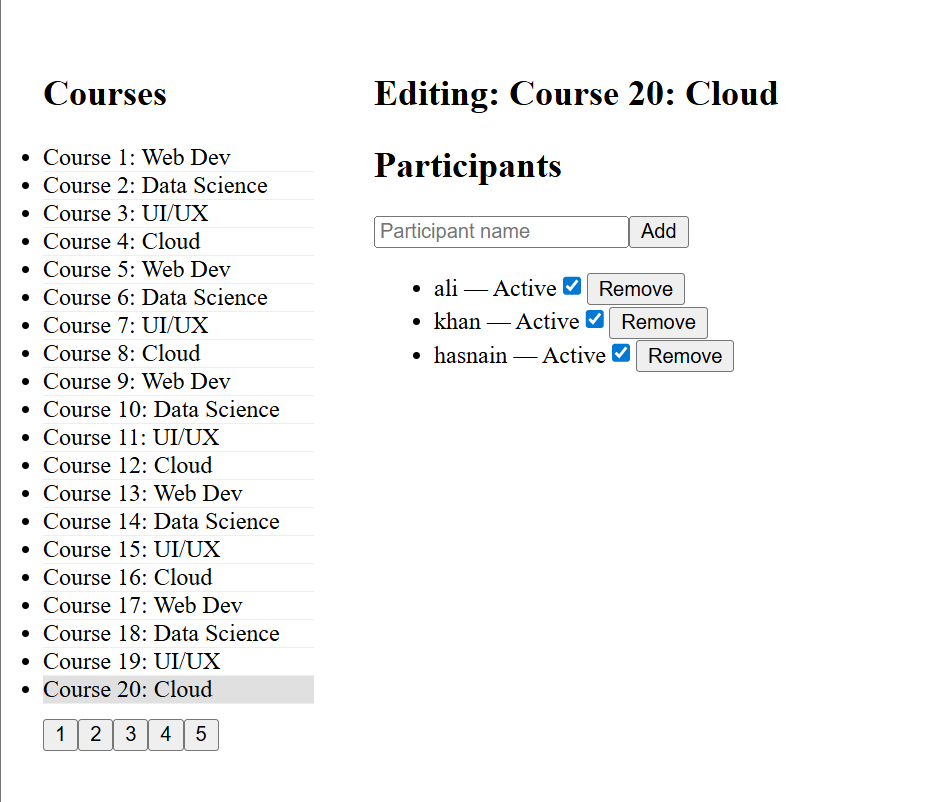 Courses
Course 1: Web Dev
Course 2: Data Science
Course 3: UI/UX
Course 4: Cloud
Course 5: Web Dev
Course 6: Data Science
Course 7: UI/UX
Course 8: Cloud
Course 9: Web Dev
Course 10: Data Science
Course 11: UI/UX
Course 12: Cloud
Course 13: Web Dev
Course 14: Data Science
Course 15: UI/UX
Course 16: Cloud
Course 17: Web Dev
Course 18: Data Science
Course 19: UI/UX
Course 20: Cloud
1 2 3 4 5
Editing: Course 20: Cloud
Participants
Participant name Add
ali — Active Remove
khan — Active Remove
hasnain — Active Remove